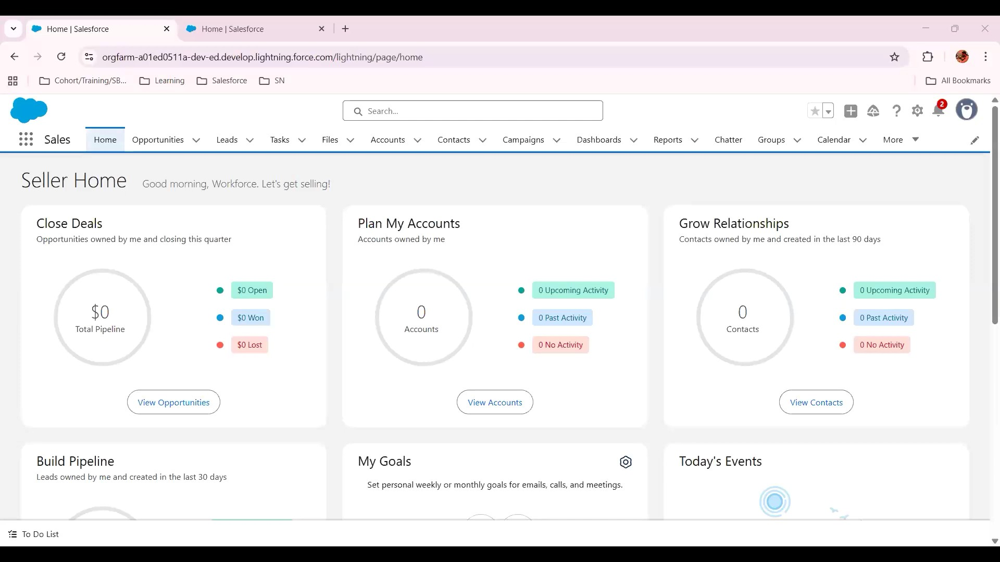 Home | Salesforce
Home | Salesforce
orgfarm-a01ed0511a-dev-ed.develop.lightning.force.com/lightning/page/home
Cohort/Training/SB...
Learning
Salesforce
SN
All Bookmarks
Search...
2
Sales
Home
Opportunities
Leads
Tasks
Files
Accounts
Contacts
Campaigns
Dashboards
Reports
Chatter
Groups
Calendar
More
Seller Home
Good morning, Workforce. Let's get selling!
Close Deals
Opportunities owned by me and closing this quarter
$0
Total Pipeline
$0 Open
$0 Won
$0 Lost
View Opportunities
Plan My Accounts
Accounts owned by me
0
Accounts
0 Upcoming Activity
0 Past Activity
0 No Activity
View Accounts
Grow Relationships
Contacts owned by me and created in the last 90 days
0
Contacts
0 Upcoming Activity
0 Past Activity
0 No Activity
View Contacts
Build Pipeline
Leads owned by me and created in the last 30 days
My Goals
Set personal weekly or monthly goals for emails, calls, and meetings.
Today's Events
To Do List